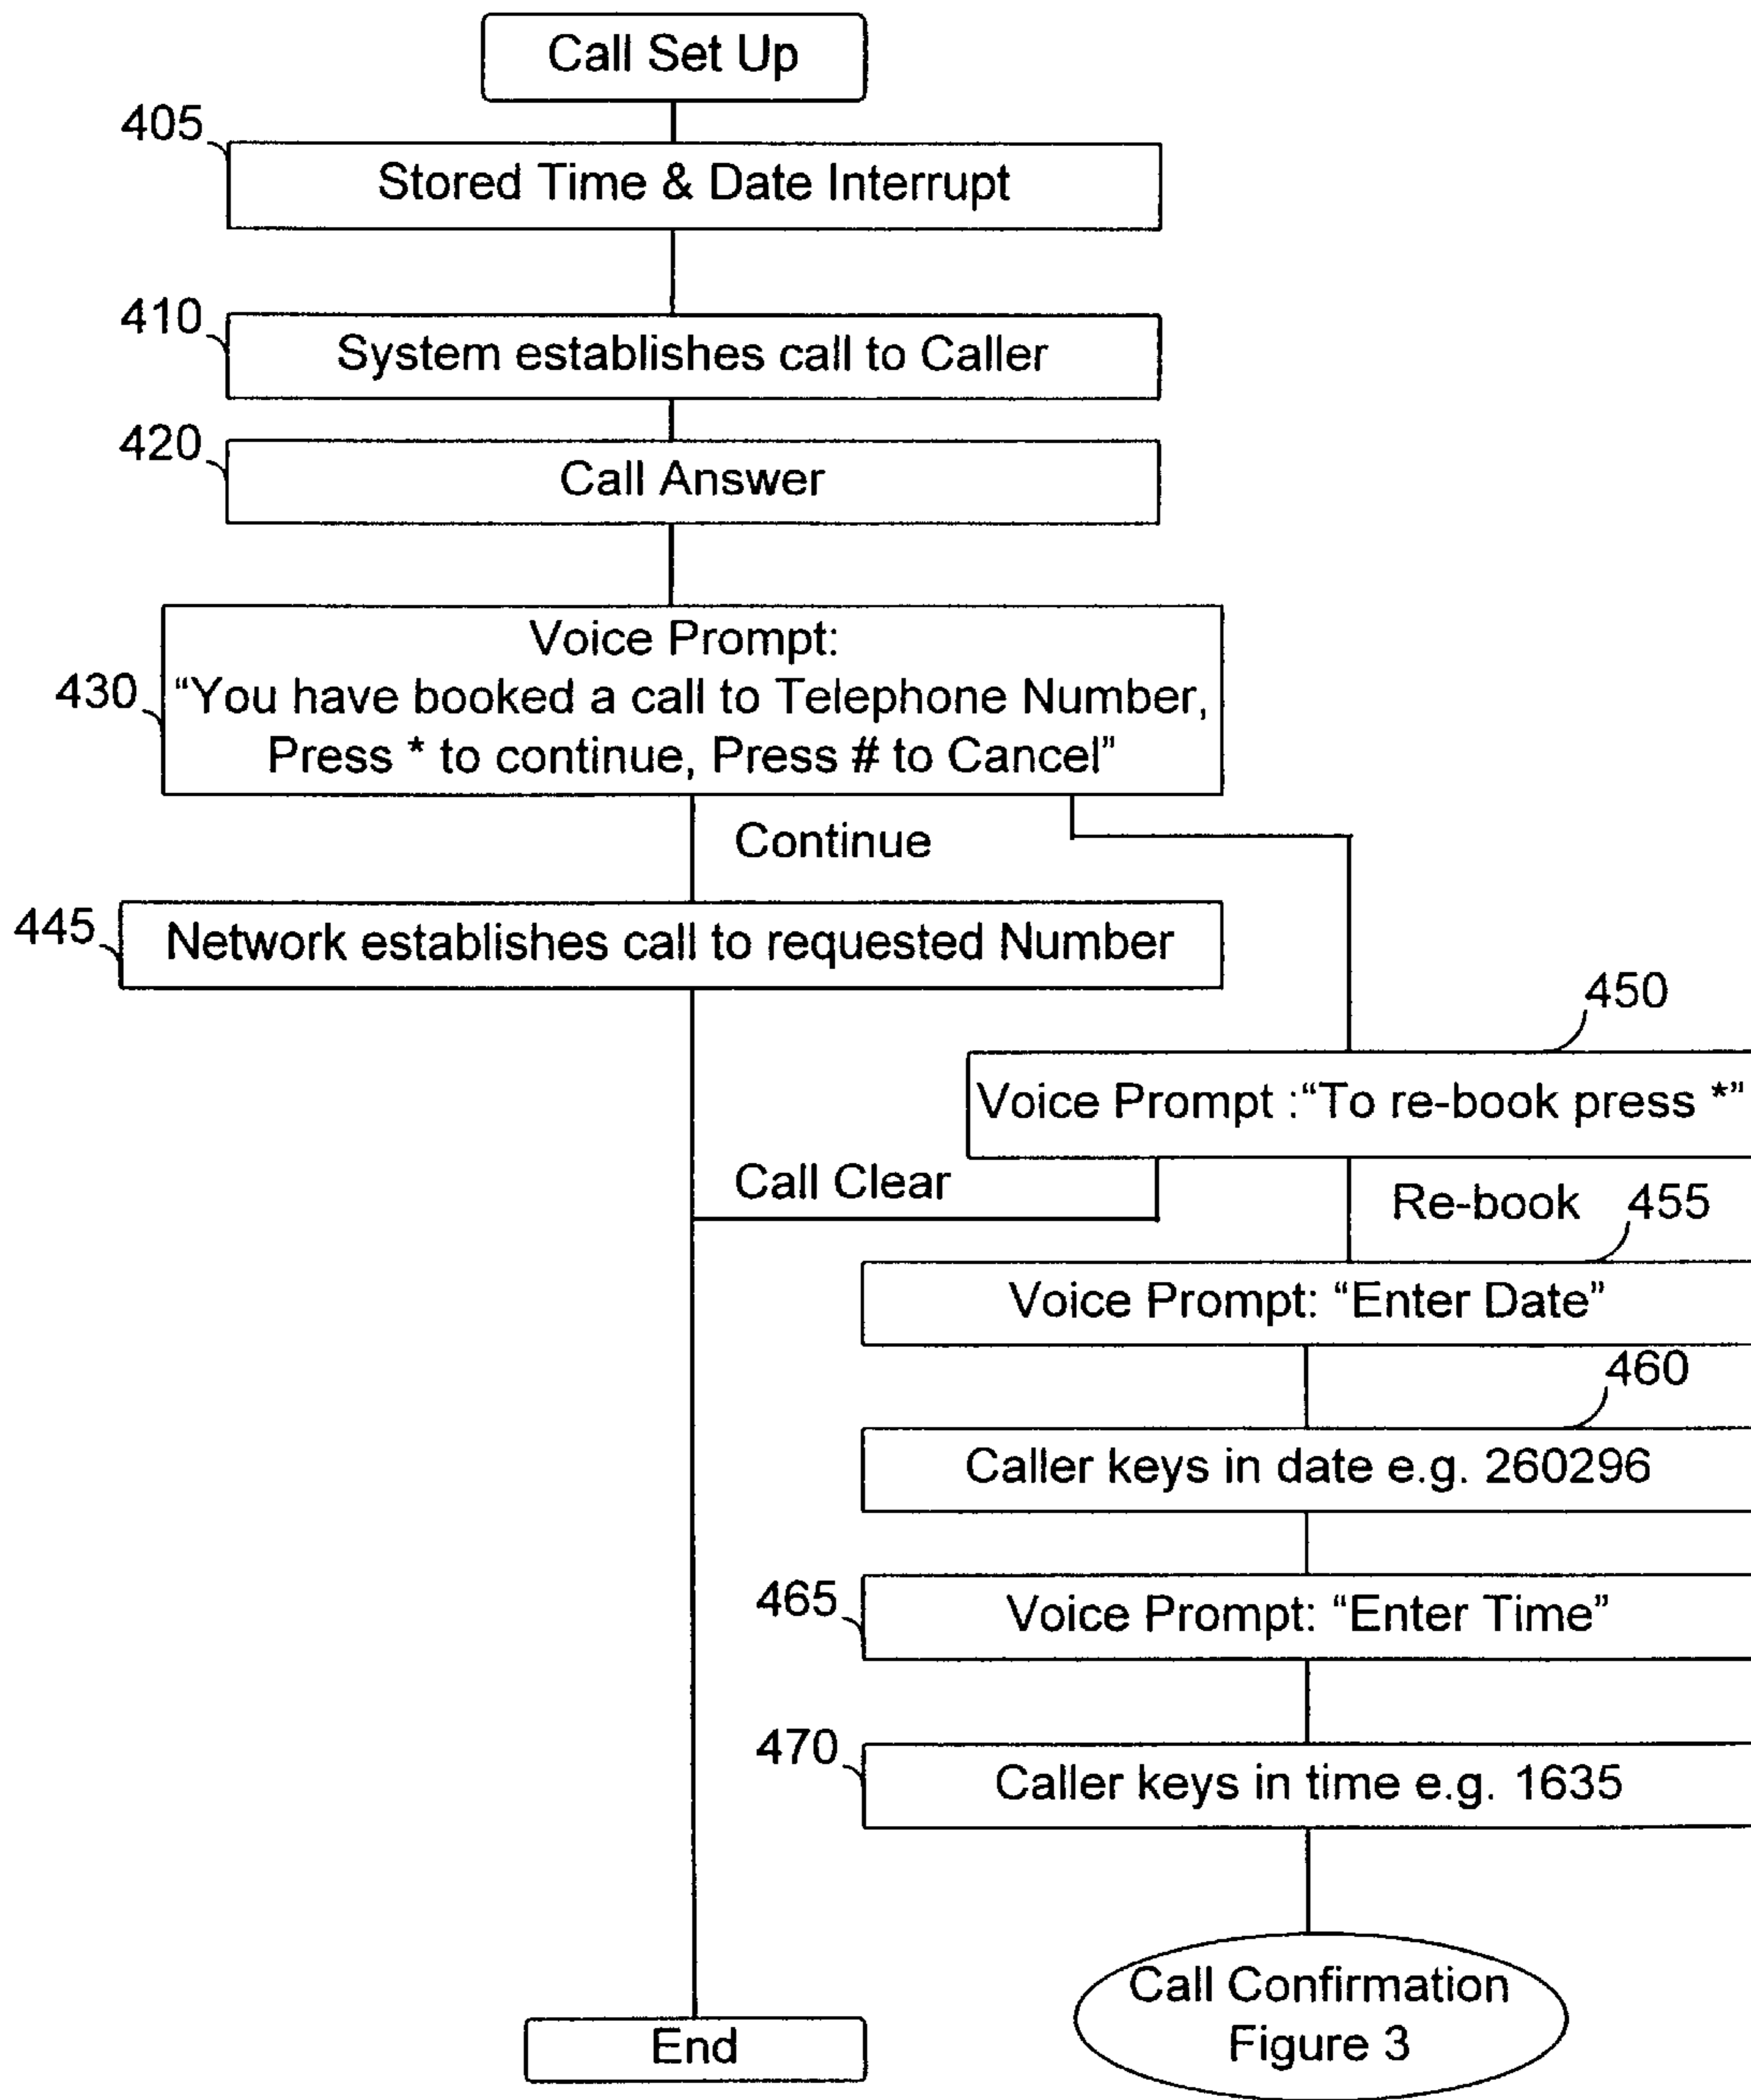 Call Set Up
405
Stored Time & Date Interrupt
410
System establishes call to Caller
420
Call Answer
Voice Prompt:
430
“You have booked a call to Telephone Number,
Press * to continue, Press # to Cancel”
Continue
445
Network establishes call to requested Number
450
Voice Prompt :“To re-book press *”
Call Clear
Re-book
455
Voice Prompt: “Enter Date”
460
Caller keys in date e.g. 260296
465
Voice Prompt: “Enter Time”
470
Caller keys in time e.g. 1635
Call Confirmation
Figure 3
End